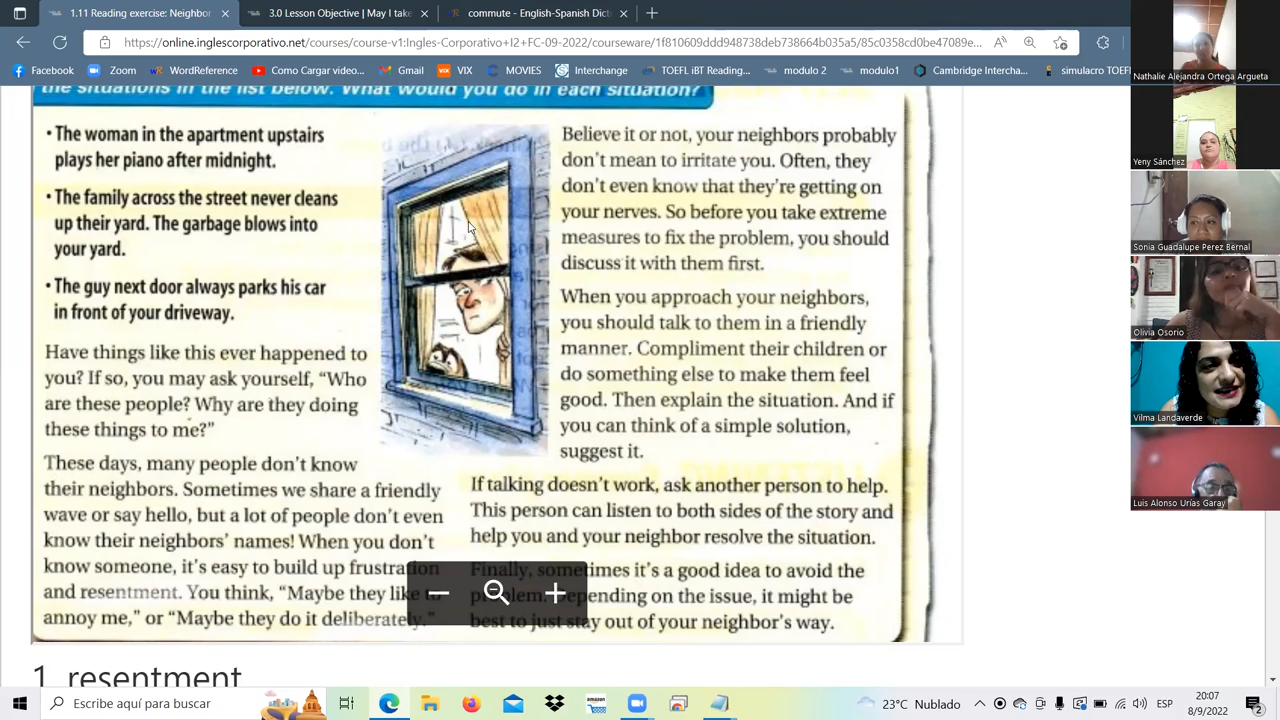 1.11 Reading exercise: Neighbor
3.0 Lesson Objective | May I take
commute - English-Spanish Dict
https://online.inglescorporativo.net/courses/course-v1:Ingles-Corporativo+I2+FC-09-2022/courseware/1f810609ddd948738deb738664b035a5/85c0358cd0be47089e...
Facebook
Zoom
WordReference
Como Cargar video...
Gmail
VIX
MOVIES
Interchange
TOEFL iBT Reading...
modulo 2
modulo1
Cambridge Intercha...
simulacro TOEFL
the situations in the list below. What would you do in each situation?
• The woman in the apartment upstairs
plays her piano after midnight.
• The family across the street never cleans
up their yard. The garbage blows into
your yard.
• The guy next door always parks his car
in front of your driveway.
Have things like this ever happened to
you? If so, you may ask yourself, “Who
are these people? Why are they doing
these things to me?”
These days, many people don’t know
their neighbors. Sometimes we share a friendly
wave or say hello, but a lot of people don’t even
know their neighbors’ names! When you don’t
know someone, it’s easy to build up frustration
and resentment. You think, “Maybe they like to
annoy me,” or “Maybe they do it deliberately.”
Believe it or not, your neighbors probably
don’t mean to irritate you. Often, they
don’t even know that they’re getting on
your nerves. So before you take extreme
measures to fix the problem, you should
discuss it with them first.
When you approach your neighbors,
you should talk to them in a friendly
manner. Compliment their children or
do something else to make them feel
good. Then explain the situation. And if
you can think of a simple solution,
suggest it.
If talking doesn’t work, ask another person to help.
This person can listen to both sides of the story and
help you and your neighbor resolve the situation.
Finally, sometimes it’s a good idea to avoid the
problem. Depending on the issue, it might be
best to just stay out of your neighbor’s way.
1. resentment
Nathalie Alejandra Ortega Argueta
Yeny Sánchez
Sonia Guadalupe Perez Bernal
Olivia Osorio
Vilma Landaverde
Luis Alonso Urías Garay
Escribe aquí para buscar
23°C Nublado
ESP
20:07
8/9/2022
2